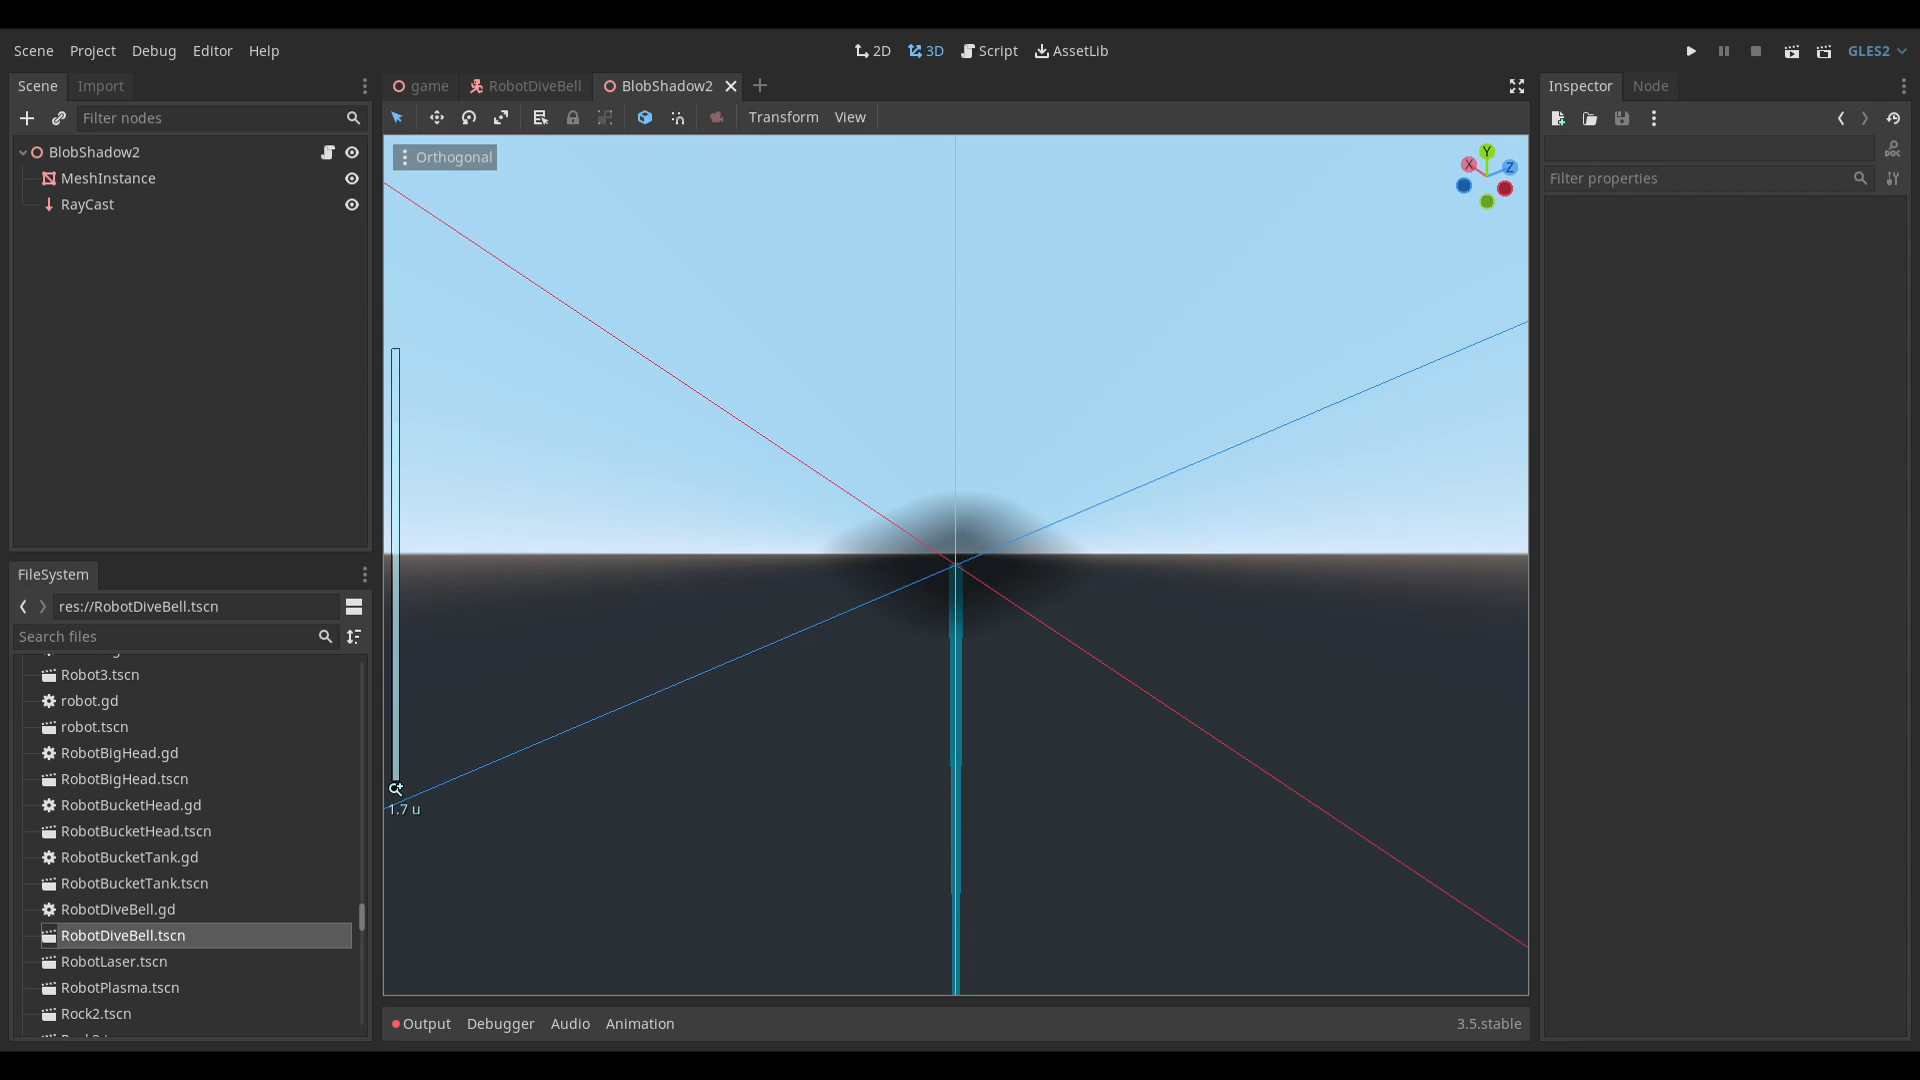 Scene Project Debug Editor Help
2D 3D Script AssetLib
GLES2
Scene Import
game RobotDiveBell BlobShadow2
Inspector Node
Filter nodes
Transform View
BlobShadow2
MeshInstance
RayCast
Orthogonal
Y
X
Z
DOC
Filter properties
1.7 u
FileSystem
res://RobotDiveBell.tscn
Search files
Robot3.tscn
robot.gd
robot.tscn
RobotBigHead.gd
RobotBigHead.tscn
RobotBucketHead.gd
RobotBucketHead.tscn
RobotBucketTank.gd
RobotBucketTank.tscn
RobotDiveBell.gd
RobotDiveBell.tscn
RobotLaser.tscn
RobotPlasma.tscn
Rock2.tscn
Output Debugger Audio Animation
3.5.stable